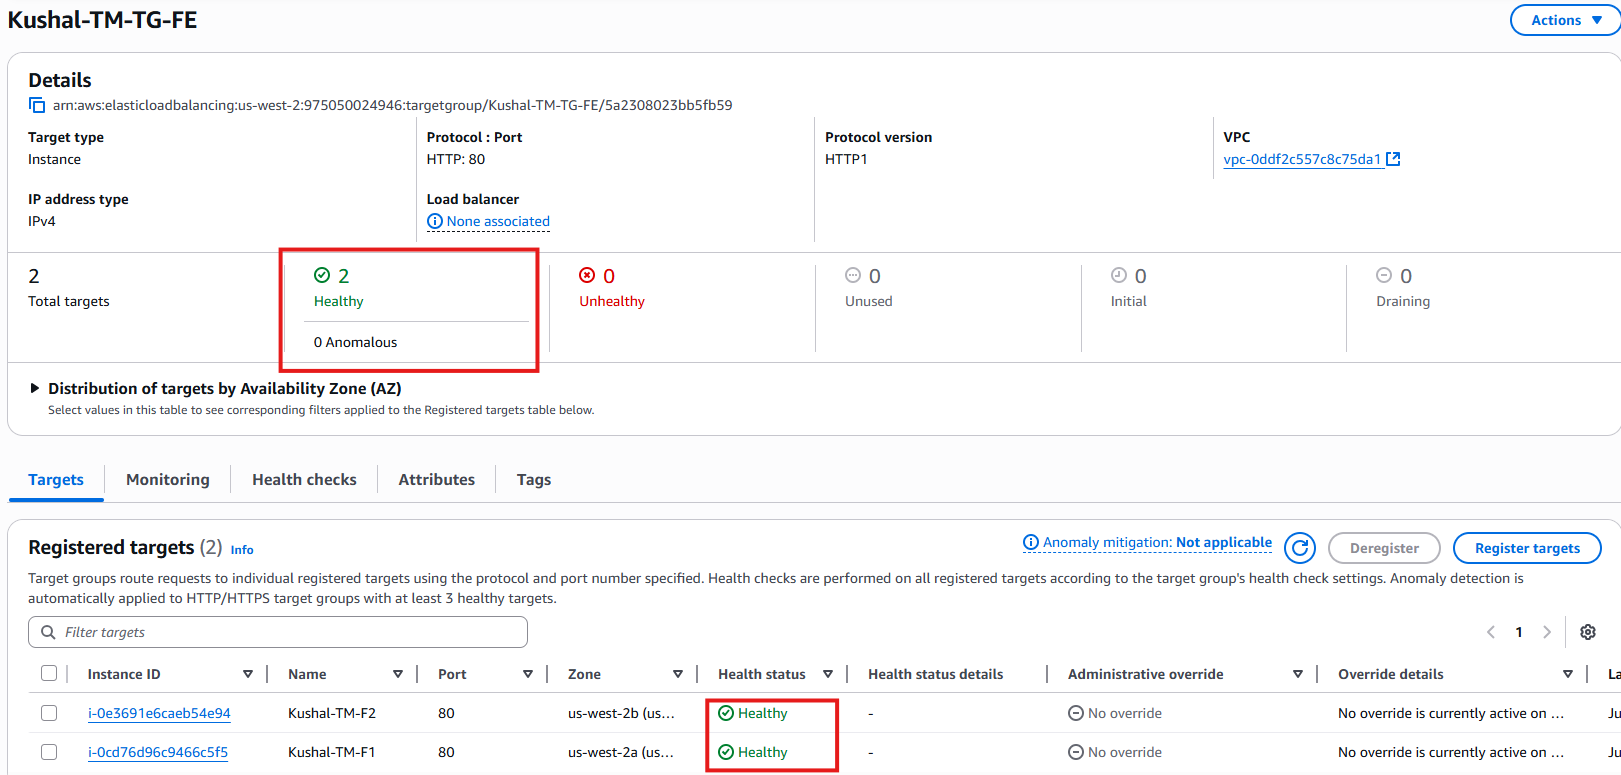 Kushal-TM-TG-FE
Actions
Details
arn:aws:elasticloadbalancing:us-west-2:975050024946:targetgroup/Kushal-TM-TG-FE/5a2308023bb5fb59
Target type
Instance
Protocol : Port
HTTP: 80
Protocol version
HTTP1
VPC
vpc-0ddf2c557c8c75da1
IP address type
IPv4
Load balancer
None associated
2
Total targets
2
Healthy
0 Anomalous
0
Unhealthy
0
Unused
0
Initial
0
Draining
Distribution of targets by Availability Zone (AZ)
Select values in this table to see corresponding filters applied to the Registered targets table below.
Targets Monitoring Health checks Attributes Tags
Registered targets (2) Info
Anomaly mitigation: Not applicable
Deregister
Register targets
Target groups route requests to individual registered targets using the protocol and port number specified. Health checks are performed on all registered targets according to the target group's health check settings. Anomaly detection is
automatically applied to HTTP/HTTPS target groups with at least 3 healthy targets.
Filter targets
1
Instance ID Name Port Zone Health status Health status details Administrative override Override details La
i-0e3691e6caeb54e94 Kushal-TM-F2 80 us-west-2b (us... Healthy - No override No override is currently active on ... Ju
i-0cd76d96c9466c5f5 Kushal-TM-F1 80 us-west-2a (us... Healthy - No override No override is currently active on ... Ju